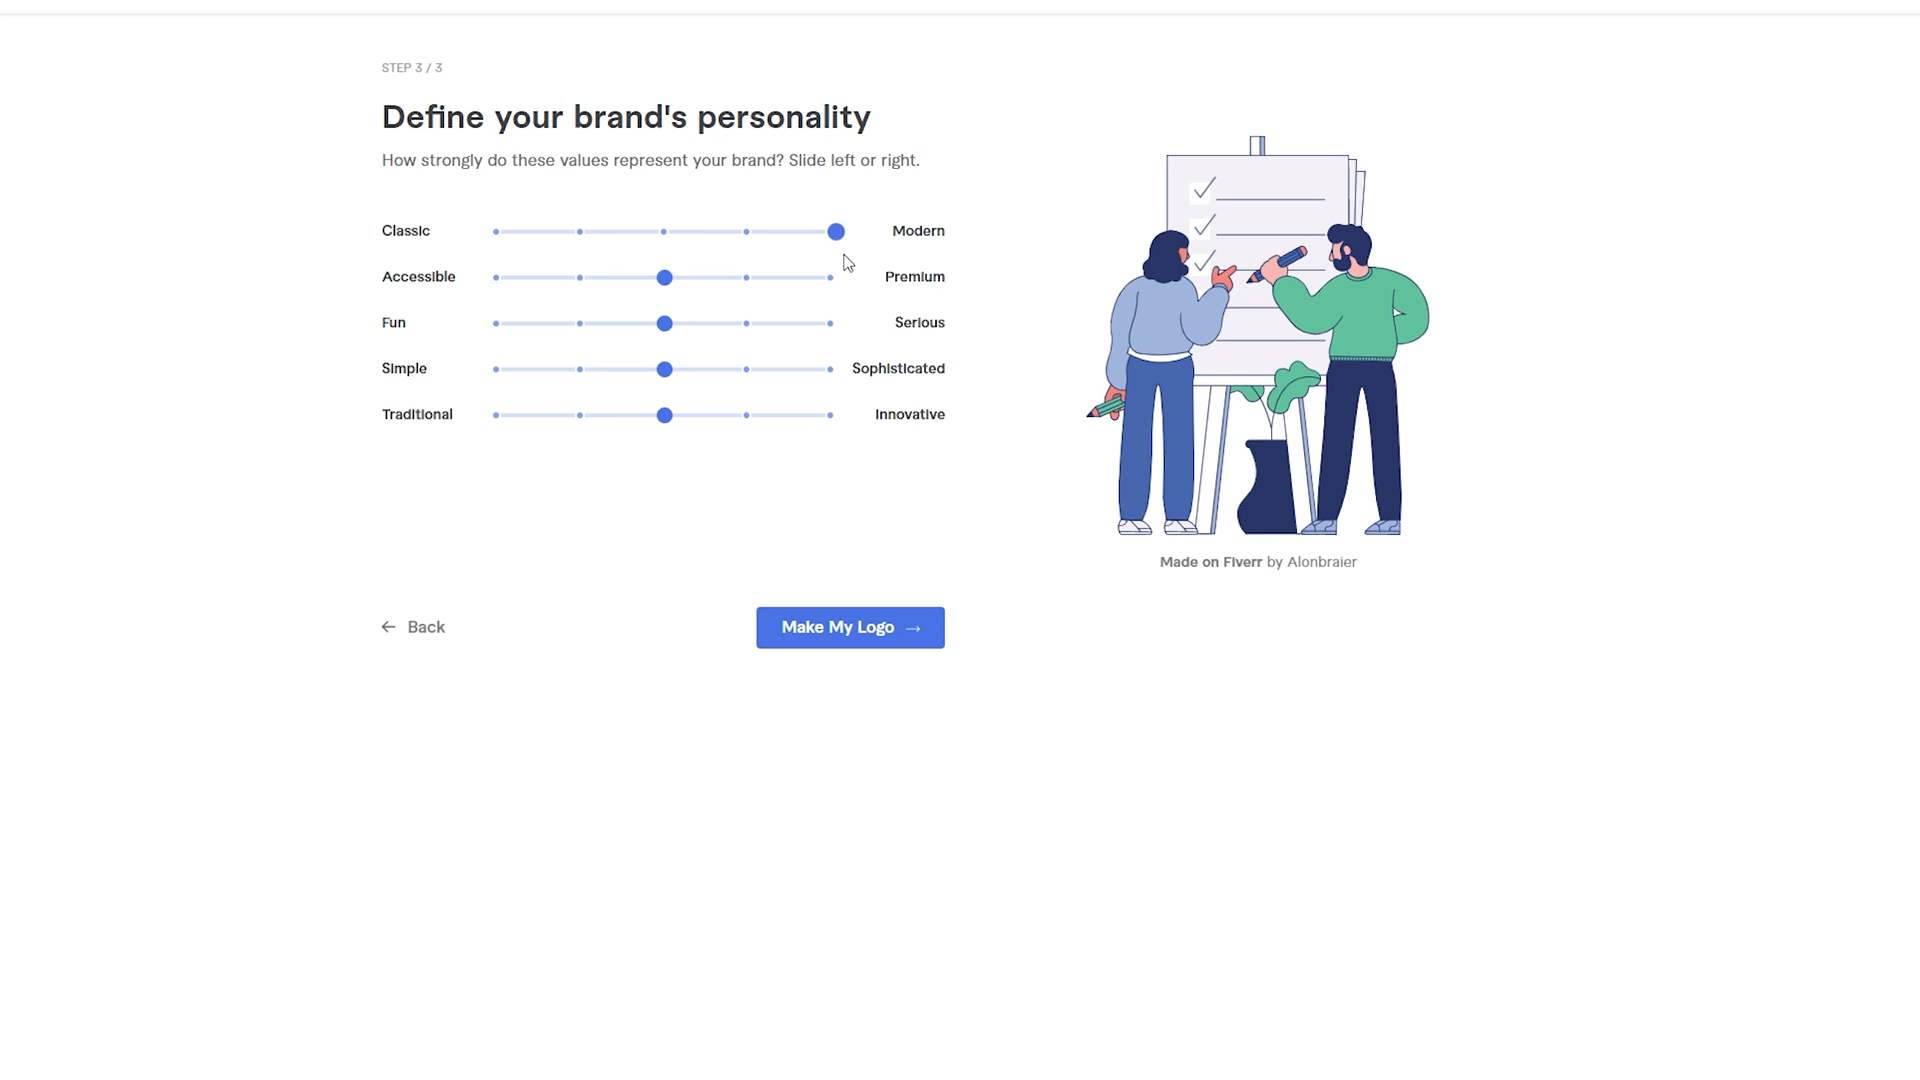 STEP 3 / 3
Define your brand's personality
How strongly do these values represent your brand? Slide left or right.
Classic Modern
Accessible Premium
Fun Serious
Simple Sophisticated
Traditional Innovative
Made on Fiverr by Alonbraier
← Back Make My Logo →